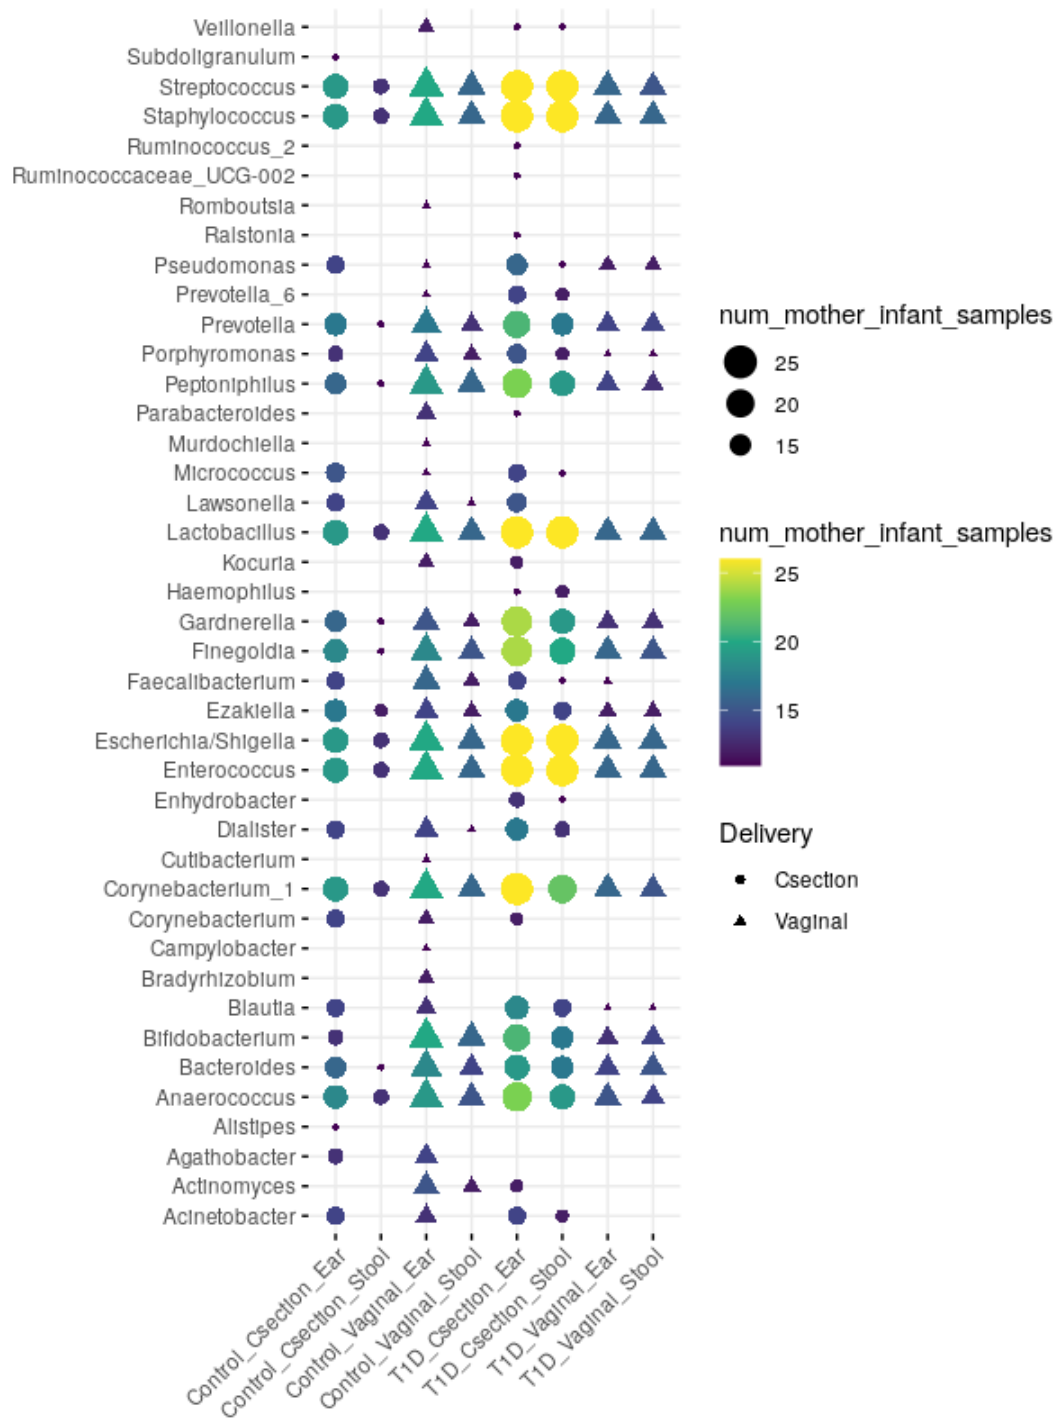 Veillonella
Subdoligranulum
Streptococcus
Staphylococcus
Ruminococcus_2
Ruminococcaceae_UCG-002
Romboutsia
Ralstonia
Pseudomonas
Prevotella_6
Prevotella
Porphyromonas
Peptoniphilus
Parabacteroides
Murdochiella
Micrococcus
Lawsonella
Lactobacillus
Kocuria
Haemophilus
Gardnerella
Finegoldia
Faecalibacterium
Ezakiella
Escherichia/Shigella
Enterococcus
Enhydrobacter
Dialister
Cutibacterium
Corynebacterium_1
Corynebacterium
Campylobacter
Bradyrhizobium
Blautia
Bifidobacterium
Bacteroides
Anaerococcus
Alistipes
Agathobacter
Actinomyces
Acinetobacter
Control_Csection_Ear
Control_Csection_Stool
Control_Vaginal_Ear
Control_Vaginal_Stool
T1D_Csection_Ear
T1D_Csection_Stool
T1D_Vaginal_Ear
T1D_Vaginal_Stool
num_mother_infant_samples
25
20
15
num_mother_infant_samples
25
20
15
Delivery
Csection
Vaginal